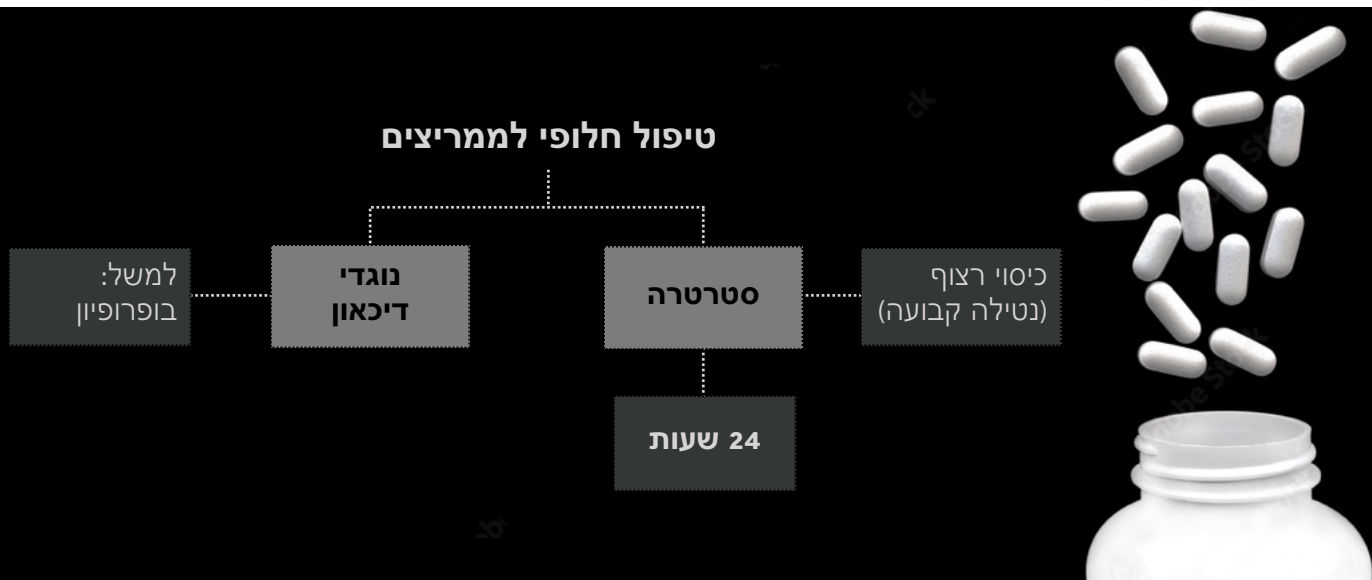 טיפול חלופי לממריצים
כיסוי רצוף
(נטילה קבועה)
סטרטרה
נוגדי
דיכאון
למשל:
בופרופיון
24 שעות